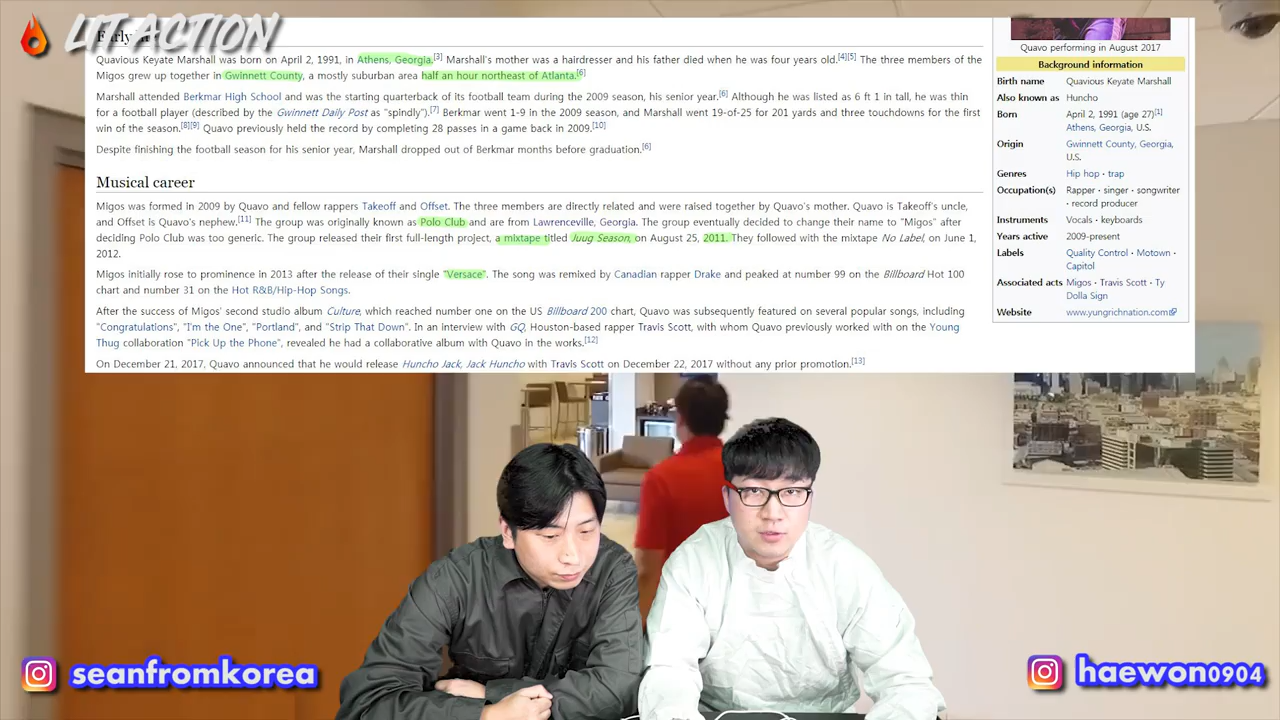 LIT ACTION
Early life
Quavious Keyate Marshall was born on April 2, 1991, in Athens, Georgia.[3] Marshall's mother was a hairdresser and his father died when he was four years old.[4][5] The three members of the
Migos grew up together in Gwinnett County, a mostly suburban area half an hour northeast of Atlanta.[6]
Marshall attended Berkmar High School and was the starting quarterback of its football team during the 2009 season, his senior year.[6] Although he was listed as 6 ft 1 in tall, he was thin
for a football player (described by the Gwinnett Daily Post as "spindly").[7] Berkmar went 1-9 in the 2009 season, and Marshall went 19-of-25 for 201 yards and three touchdowns for the first
win of the season.[8][9] Quavo previously held the record by completing 28 passes in a game back in 2009.[10]
Despite finishing the football season for his senior year, Marshall dropped out of Berkmar months before graduation.[6]
Musical career
Migos was formed in 2009 by Quavo and fellow rappers Takeoff and Offset. The three members are directly related and were raised together by Quavo's mother. Quavo is Takeoff's uncle,
and Offset is Quavo's nephew.[11] The group was originally known as Polo Club and are from Lawrenceville, Georgia. The group eventually decided to change their name to "Migos" after
deciding Polo Club was too generic. The group released their first full-length project, a mixtape titled Juug Season, on August 25, 2011. They followed with the mixtape No Label, on June 1,
2012.
Migos initially rose to prominence in 2013 after the release of their single "Versace". The song was remixed by Canadian rapper Drake and peaked at number 99 on the Billboard Hot 100
chart and number 31 on the Hot R&B/Hip-Hop Songs.
After the success of Migos' second studio album Culture, which reached number one on the US Billboard 200 chart, Quavo was subsequently featured on several popular songs, including
"Congratulations", "I'm the One", "Portland", and "Strip That Down". In an interview with GQ, Houston-based rapper Travis Scott, with whom Quavo previously worked with on the Young
Thug collaboration "Pick Up the Phone", revealed he had a collaborative album with Quavo in the works.[12]
On December 21, 2017, Quavo announced that he would release Huncho Jack, Jack Huncho with Travis Scott on December 22, 2017 without any prior promotion.[13]
Quavo performing in August 2017
Background information
Birth name Quavious Keyate Marshall
Also known as Huncho
Born April 2, 1991 (age 27)[1]
Athens, Georgia, U.S.
Origin Gwinnett County, Georgia,
U.S.
Genres Hip hop · trap
Occupation(s) Rapper · singer · songwriter
· record producer
Instruments Vocals · keyboards
Years active 2009-present
Labels Quality Control · Motown ·
Capitol
Associated acts Migos · Travis Scott · Ty
Dolla Sign
Website www.yungrichnation.com
seanfromkorea
haewon0904